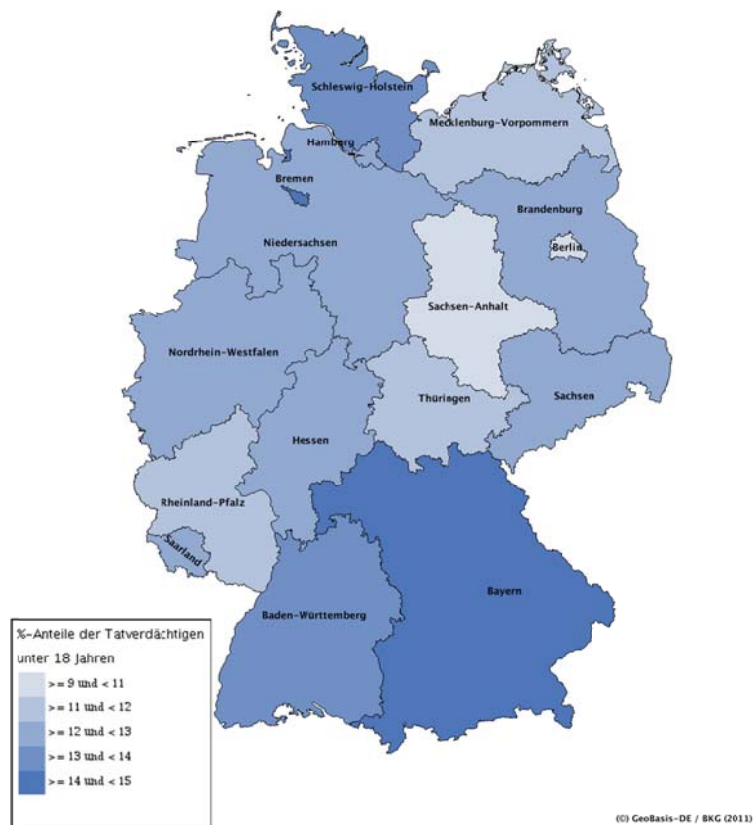 Schleswig-Holstein
Mecklenburg-Vorpommern
Hamburg
Bremen
Brandenburg
Niedersachsen
Berlin
Sachsen-Anhalt
Nordrhein-Westfalen
Thüringen
Sachsen
Hessen
Rheinland-Pfalz
Saarland
Bayern
Baden-Württemberg
%-Anteile der Tatverdächtigen
unter 18 Jahren
>= 9 und < 11
>= 11 und < 12
>= 12 und < 13
>= 13 und < 14
>= 14 und < 15
(C) GeoBasis-DE / BKG (2011)